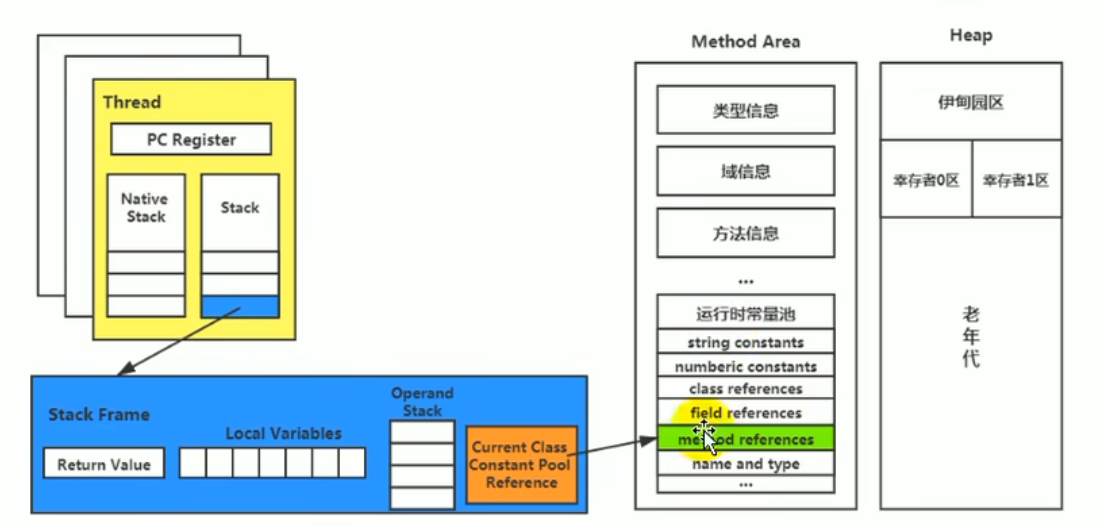 Thread
PC Register
Native
Stack
Stack
Stack Frame
Return Value
Local Variables
Operand
Stack
Current Class
Constant Pool
Reference
Method Area
类型信息
域信息
方法信息
...
运行时常量池
string constants
numberic constants
class references
field references
method references
name and type
...
Heap
伊甸园区
幸存者0区
幸存者1区
老
年
代